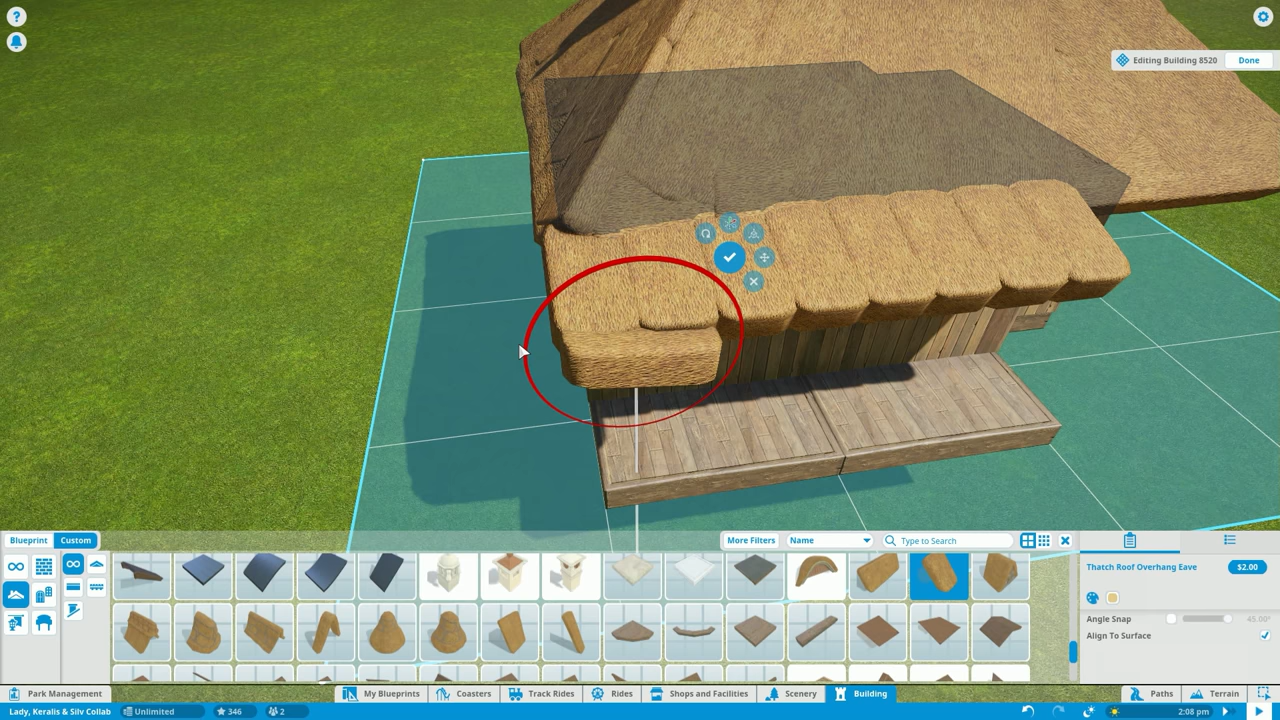 ?
Editing Building 8520 Done
Blueprint Custom
More Filters Name Type to Search
Thatch Roof Overhang Eave $2.00
Angle Snap 45.00°
Align To Surface
Park Management My Blueprints Coasters Track Rides Rides Shops and Facilities Scenery Building Paths Terrain
Lady, Keralis & Silv Collab Unlimited 346 2 2:08 pm